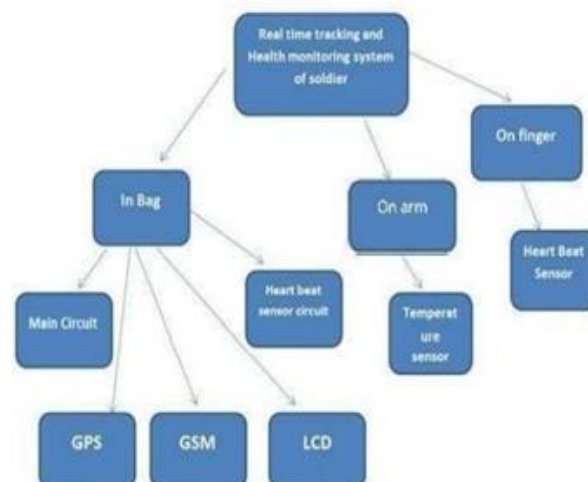 Real time tracking and
Health monitoring system
of soldier
On finger
In Bag
On arm
Heart Beat
Sensor
Heart beat
sensor circuit
Main Circuit
Temperat
ure
sensor
GPS
GSM
LCD